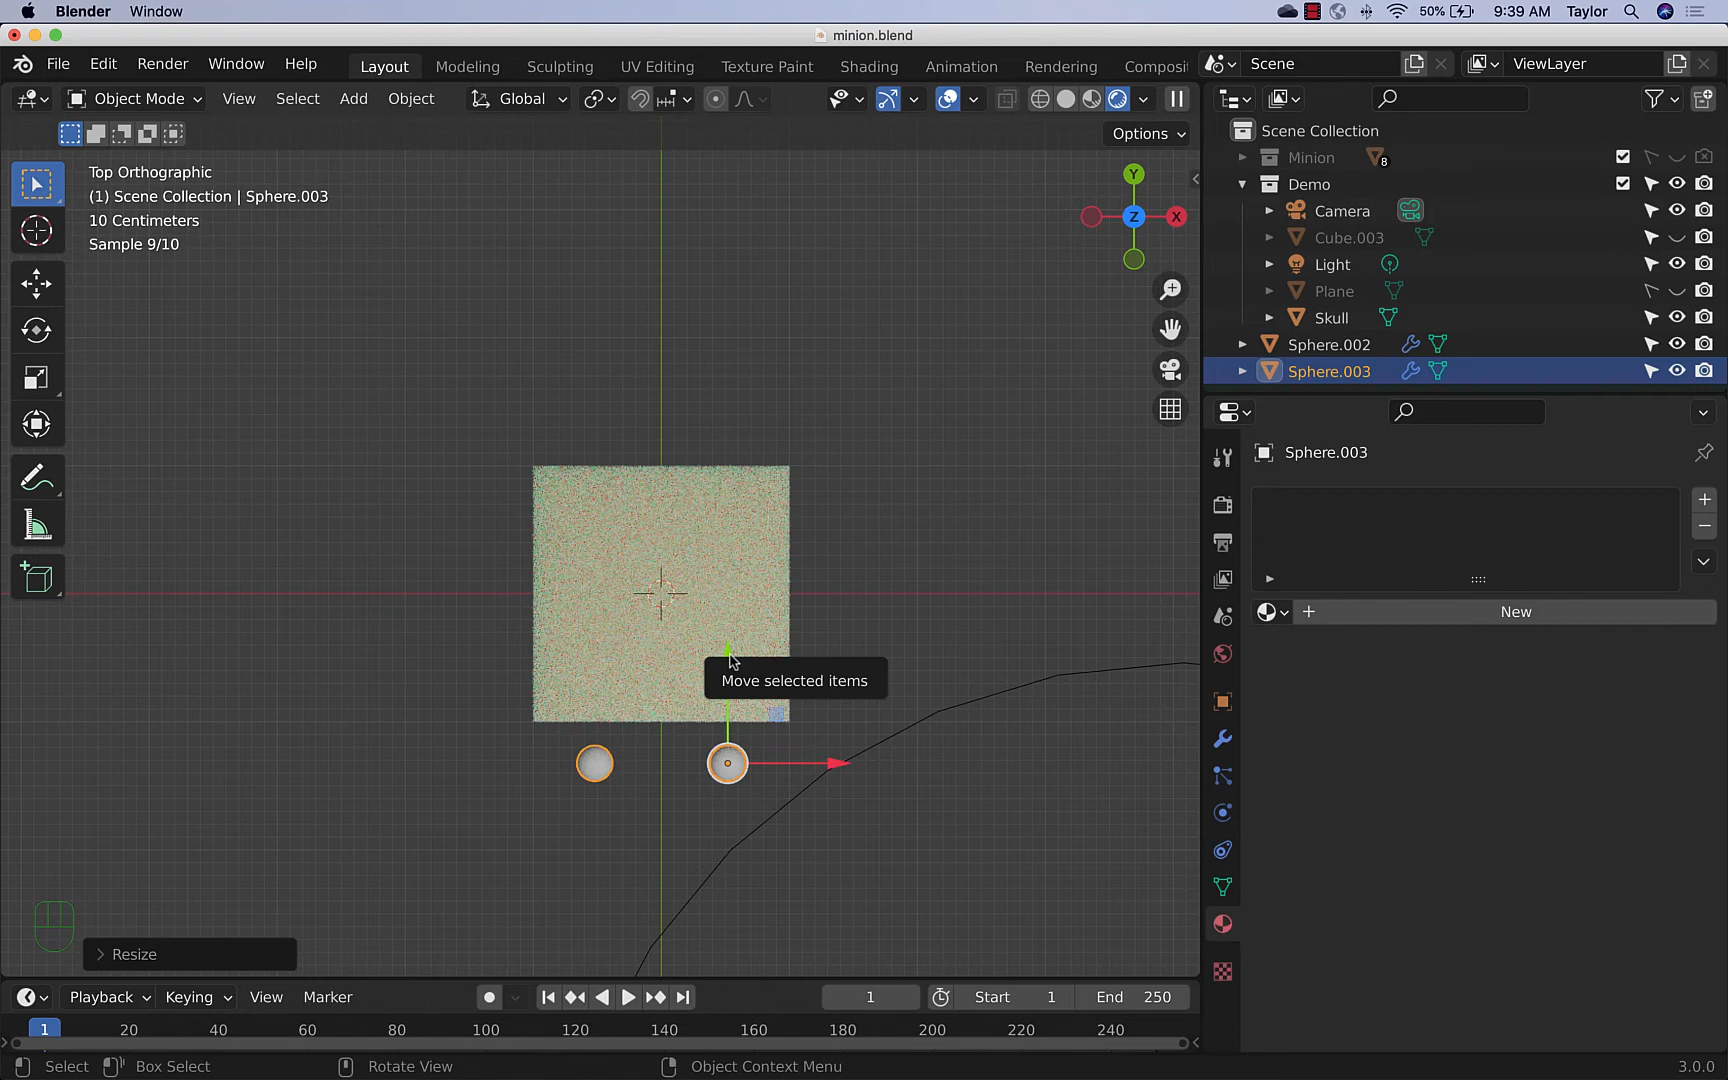 Blender Window 50% 9:39 AM Taylor
minion.blend
File Edit Render Window Help Layout Modeling Sculpting UV Editing Texture Paint Shading Animation Rendering Composi Scene ViewLayer
Object Mode View Select Add Object Global
Options
Top Orthographic
(1) Scene Collection | Sphere.003
10 Centimeters
Sample 9/10
Y
Z X
Move selected items
Resize
Scene Collection
Minion 8
Demo
Camera
Cube.003
Light
Plane
Skull
Sphere.002
Sphere.003
Sphere.003
New
Playback Keying View Marker 1 Start 1 End 250
1 20 40 60 80 100 120 140 160 180 200 220 240
Select Box Select Rotate View Object Context Menu 3.0.0